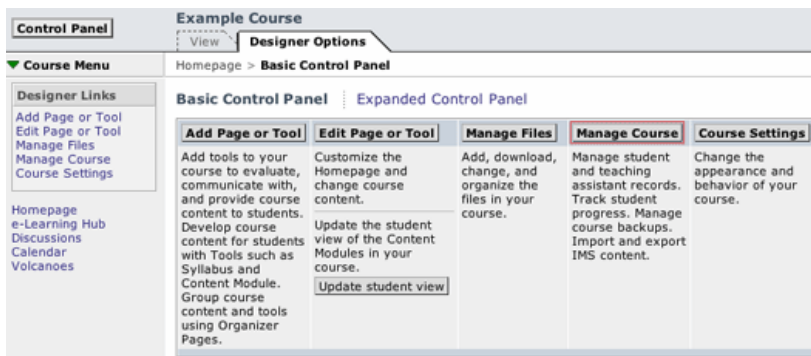 Control Panel
Example Course
View
Designer Options
Course Menu
Homepage > Basic Control Panel
Designer Links
Add Page or Tool
Edit Page or Tool
Manage Files
Manage Course
Course Settings
Homepage
e-Learning Hub
Discussions
Calendar
Volcanoes
Basic Control Panel
Expanded Control Panel
Add Page or Tool
Add tools to your
course to evaluate,
communicate with,
and provide course
content to students.
Develop course
content for students
with Tools such as
Syllabus and
Content Module.
Group course
content and tools
using Organizer
Pages.
Edit Page or Tool
Customize the
Homepage and
change course
content.
Update the student
view of the Content
Modules in your
course.
Update student view
Manage Files
Add, download,
change, and
organize the
files in your
course.
Manage Course
Manage student
and teaching
assistant records.
Track student
progress. Manage
course backups.
Import and export
IMS content.
Course Settings
Change the
appearance and
behavior of your
course.